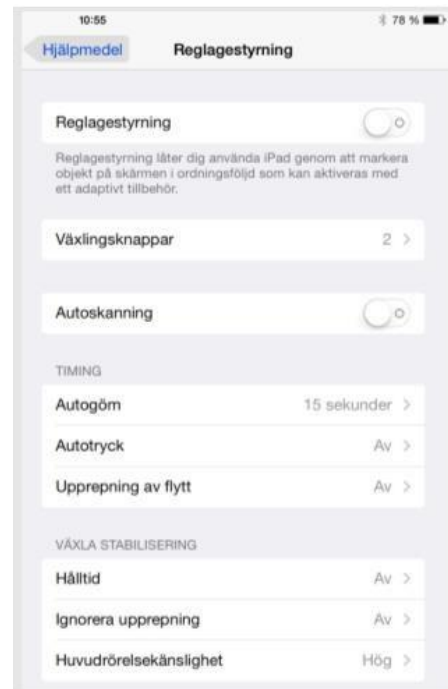 10:55 78 %
Hjälpmedel Reglagestyrning
Reglagestyrning
Reglagestyrning låter dig använda iPad genom att markera
objekt på skärmen i ordningsföljd som kan aktiveras med
ett adaptivt tillbehör.
Växlingsknappar 2
Autoskanning
TIMING
Autogöm 15 sekunder
Autotryck Av
Upprepning av flytt Av
VÄXLA STABILISERING
Hålltid Av
Ignorera upprepning Av
Huvudrörelsekänslighet Hög